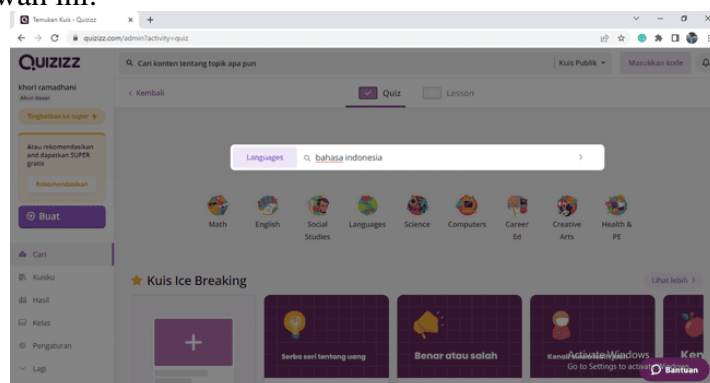 wah ini.
Temukan Kuis - Quizizz
quizizz.com/admin?activity=quiz
QUIZIZZ
Cari konten tentang topik apa pun
Kuis Publik
Masukkan kode
khori ramadhani
Akun dasar
Kembali
Quiz
Lesson
Tingkatkan ke super
Atau rekomendasikan
and dapatkan SUPER
gratis
Rekomendasikan
Languages
bahasa indonesia
Buat
Math
English
Social
Studies
Languages
Science
Computers
Career
Ed
Creative
Arts
Health &
PE
Cari
Kuisku
Hasil
Kelas
Pengaturan
Lagi
Kuis Ice Breaking
Lihat lebih
Serba seri tentang uang
Benar atau salah
Ken
Activate Windows
Go to Settings to activate
Bantuan